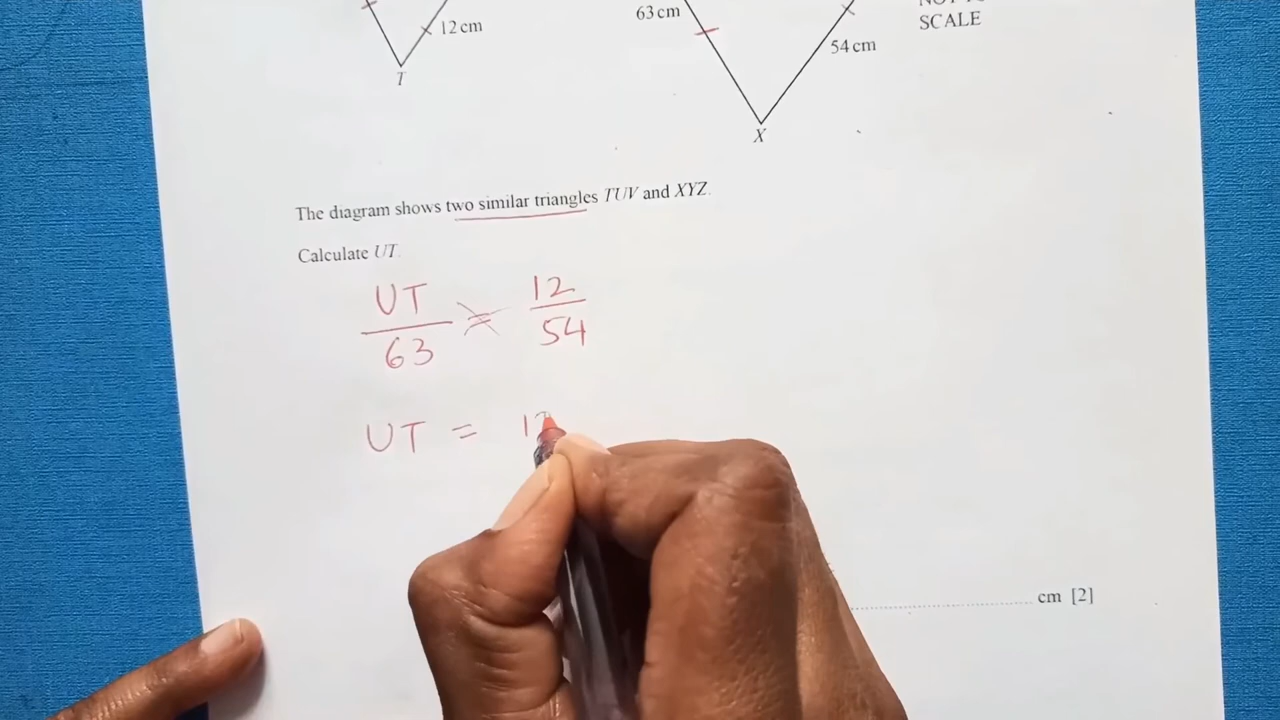 12 cm
63 cm
SCALE
54 cm
T
X
The diagram shows two similar triangles TUV and XYZ.
Calculate UT.
UT 12
63 = 54
UT = 12
cm [2]